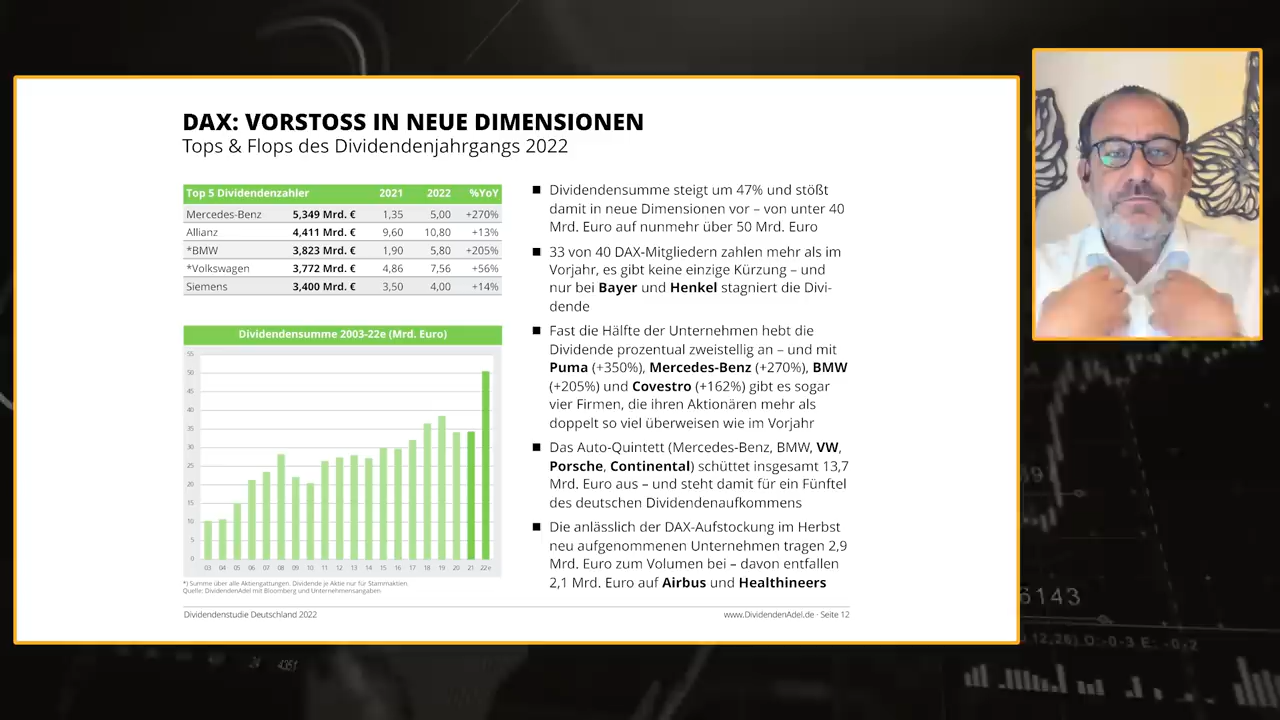 DAX: VORSTOSS IN NEUE DIMENSIONEN
Tops & Flops des Dividendenjahrgangs 2022
Top 5 Dividendenzahler 2021 2022 %YoY
Mercedes-Benz 5,349 Mrd. € 1,35 5,00 +270%
Allianz 4,411 Mrd. € 9,60 10,80 +13%
*BMW 3,823 Mrd. € 1,90 5,80 +205%
*Volkswagen 3,772 Mrd. € 4,86 7,56 +56%
Siemens 3,400 Mrd. € 3,50 4,00 +14%
Dividendensumme 2003-22e (Mrd. Euro)
55
50
45
40
35
30
25
20
15
10
5
0
03 04 05 06 07 08 09 10 11 12 13 14 15 16 17 18 19 20 21 22e
*) Summe über alle Aktiengattungen. Dividende je Aktie nur für Stammaktien.
Quelle: DividendenAdel mit Bloomberg und Unternehmensangaben
■ Dividendensumme steigt um 47% und stößt
damit in neue Dimensionen vor – von unter 40
Mrd. Euro auf nunmehr über 50 Mrd. Euro
■ 33 von 40 DAX-Mitgliedern zahlen mehr als im
Vorjahr, es gibt keine einzige Kürzung – und
nur bei Bayer und Henkel stagniert die Divi-
dende
■ Fast die Hälfte der Unternehmen hebt die
Dividende prozentual zweistellig an – und mit
Puma (+350%), Mercedes-Benz (+270%), BMW
(+205%) und Covestro (+162%) gibt es sogar
vier Firmen, die ihren Aktionären mehr als
doppelt so viel überweisen wie im Vorjahr
■ Das Auto-Quintett (Mercedes-Benz, BMW, VW,
Porsche, Continental) schüttet insgesamt 13,7
Mrd. Euro aus – und steht damit für ein Fünftel
des deutschen Dividendenaufkommens
■ Die anlässlich der DAX-Aufstockung im Herbst
neu aufgenommenen Unternehmen tragen 2,9
Mrd. Euro zum Volumen bei – davon entfallen
2,1 Mrd. Euro auf Airbus und Healthineers
Dividendenstudie Deutschland 2022
www.DividendenAdel.de · Seite 12
6143